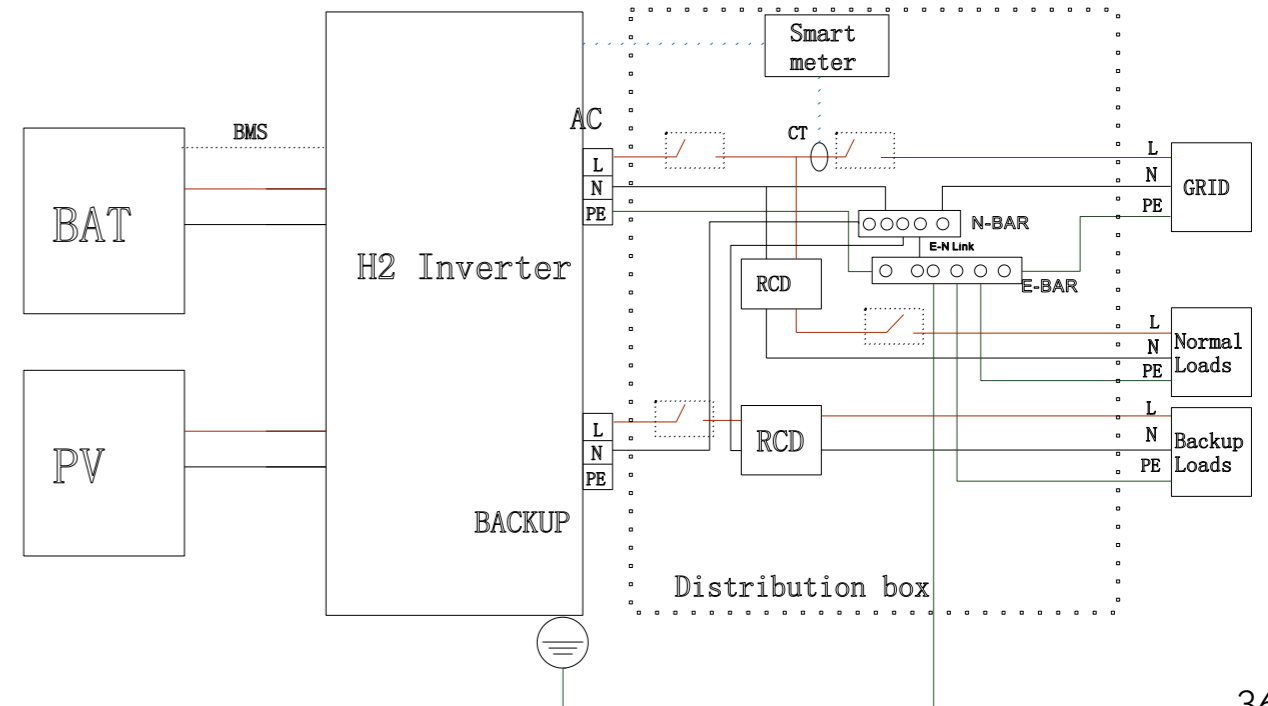 Smart
meter
AC
BMS
CT
L
N
PE
L
N
PE
GRID
BAT
N-BAR
E-N Link
H2 Inverter
RCD
E-BAR
L
N
PE
Normal
Loads
L
N
PE
RCD
L
N
PE
Backup
Loads
PV
BACKUP
Distribution box